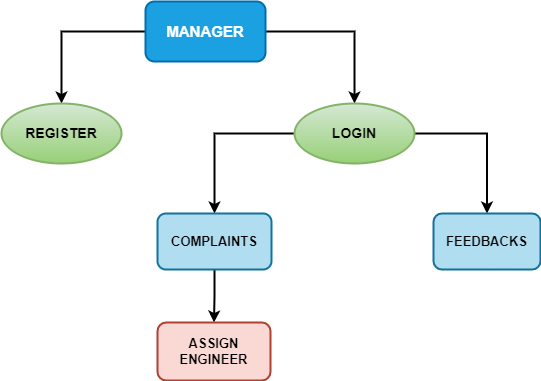 MANAGER
REGISTER
LOGIN
COMPLAINTS
FEEDBACKS
ASSIGN
ENGINEER